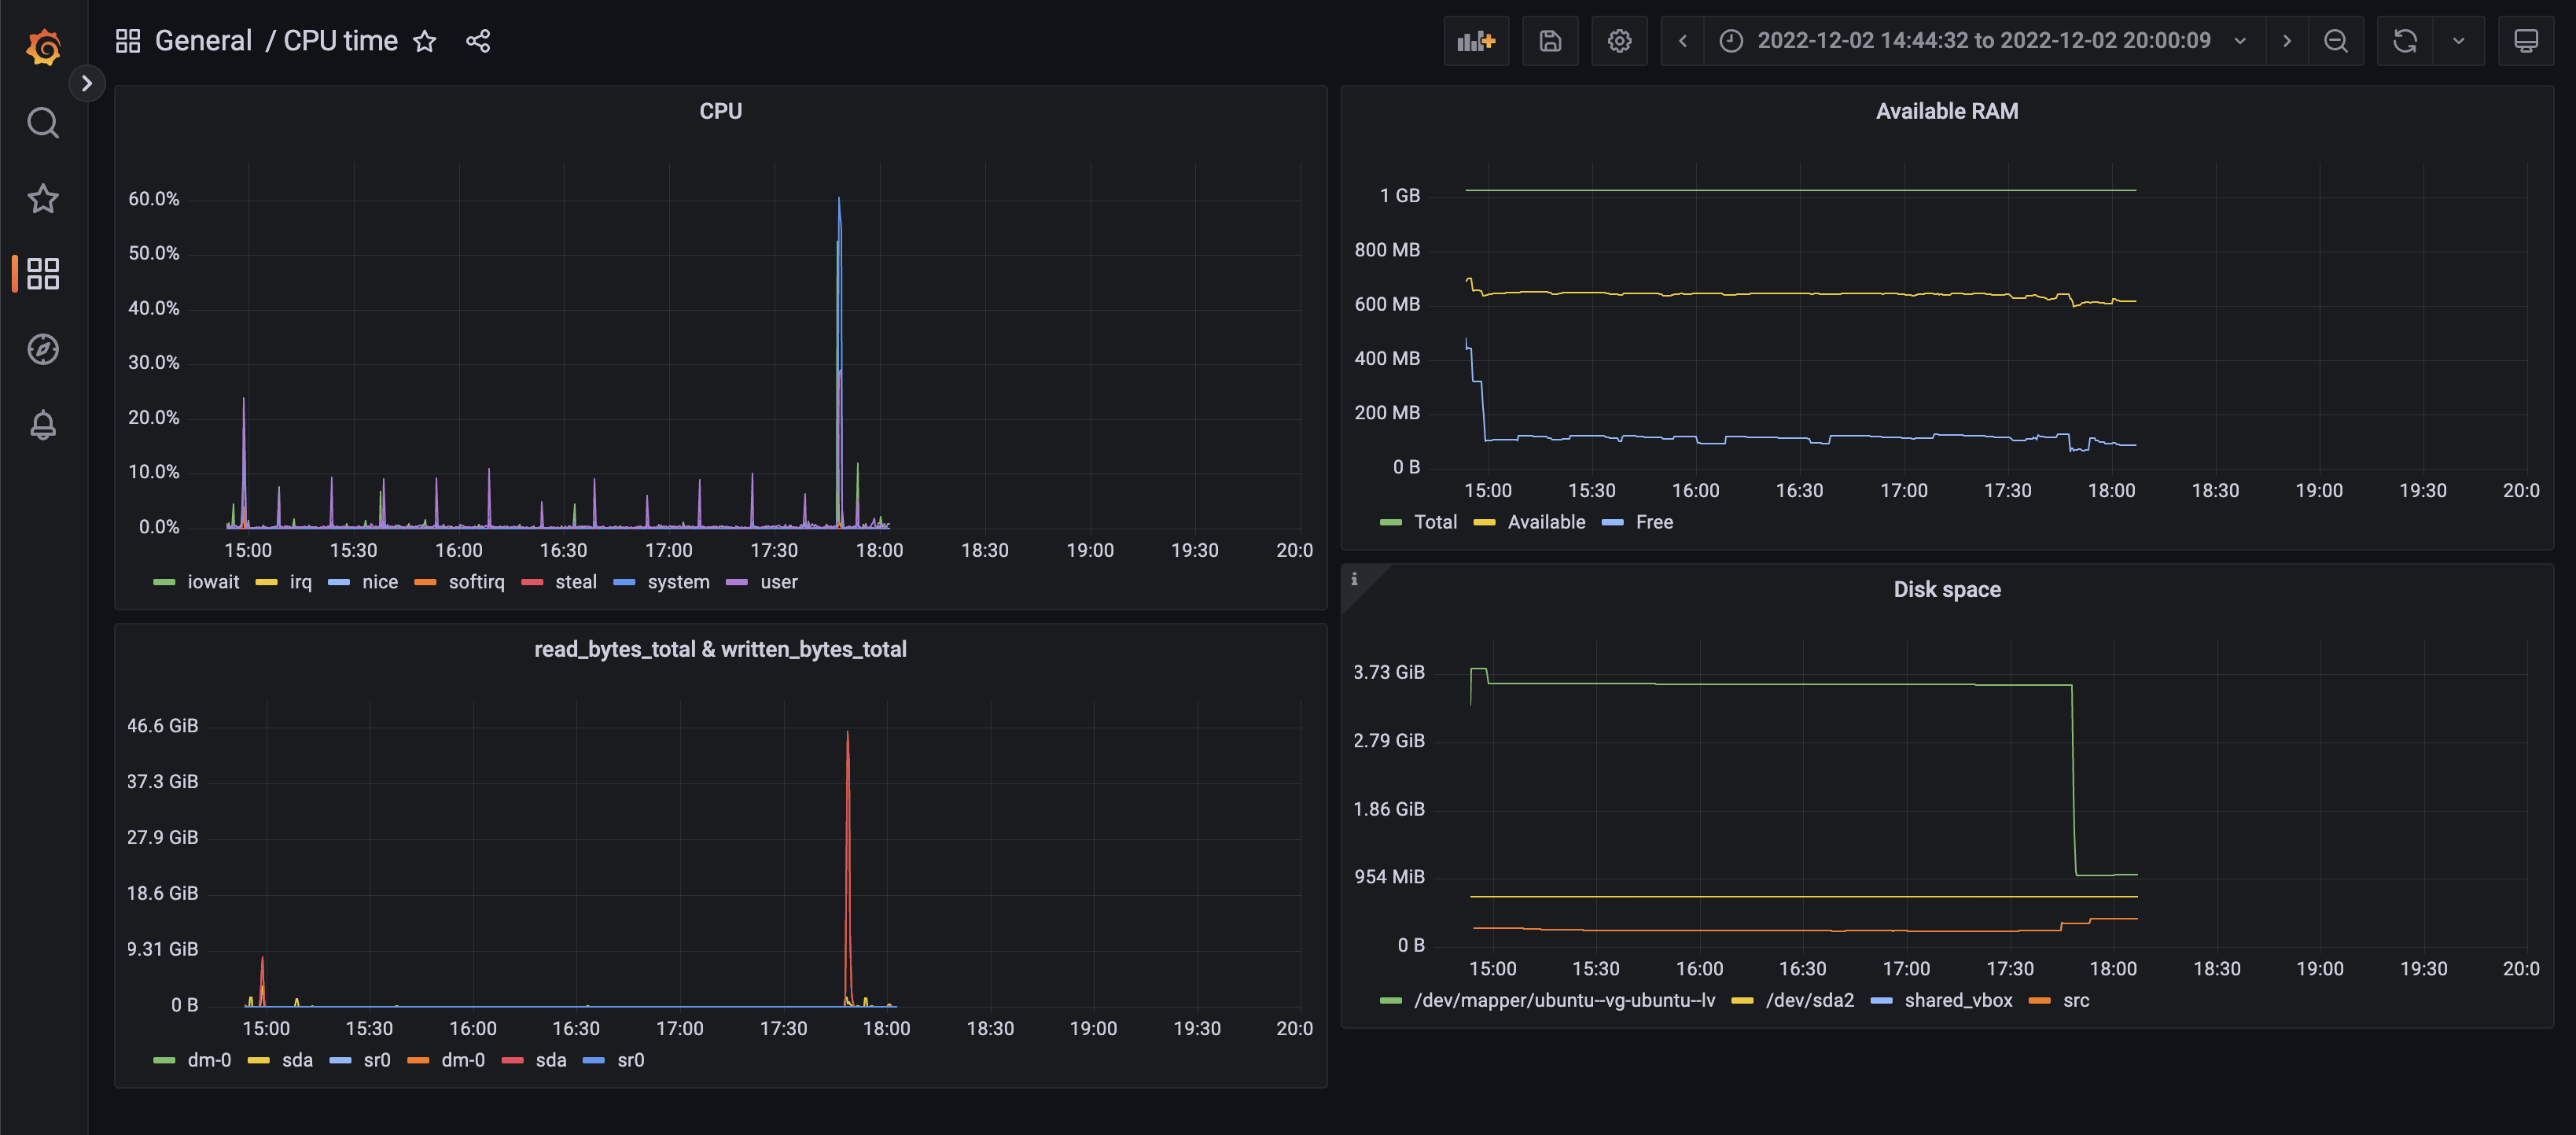 General / CPU time
2022-12-02 14:44:32 to 2022-12-02 20:00:09
CPU
60.0%
50.0%
40.0%
30.0%
20.0%
10.0%
0.0%
15:00 15:30 16:00 16:30 17:00 17:30 18:00 18:30 19:00 19:30 20:0
iowait irq nice softirq steal system user
Available RAM
1 GB
800 MB
600 MB
400 MB
200 MB
0 B
15:00 15:30 16:00 16:30 17:00 17:30 18:00 18:30 19:00 19:30 20:0
Total Available Free
read_bytes_total & written_bytes_total
46.6 GiB
37.3 GiB
27.9 GiB
18.6 GiB
9.31 GiB
0 B
15:00 15:30 16:00 16:30 17:00 17:30 18:00 18:30 19:00 19:30 20:0
dm-0 sda sr0 dm-0 sda sr0
i
Disk space
3.73 GiB
2.79 GiB
1.86 GiB
954 MiB
0 B
15:00 15:30 16:00 16:30 17:00 17:30 18:00 18:30 19:00 19:30 20:0
/dev/mapper/ubuntu--vg-ubuntu--lv /dev/sda2 shared_vbox src